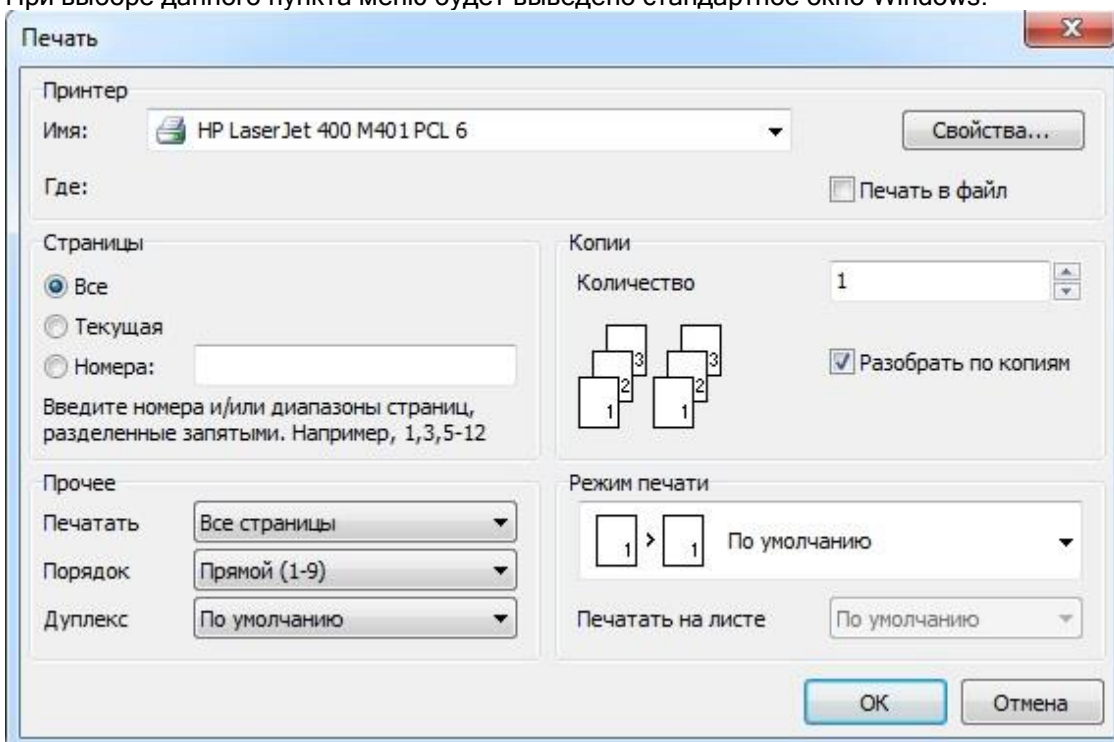 При выборе данного пункта меню будет выведено стандартное окно Windows:
Печать
Принтер
Имя: HP LaserJet 400 M401 PCL 6 Свойства...
Где: Печать в файл
Страницы
Все
Текущая
Номера:
Введите номера и/или диапазоны страниц,
разделенные запятыми. Например, 1,3,5-12
Копии
Количество 1
3 3
2 2
1 1
Разобрать по копиям
Прочее
Печатать Все страницы
Порядок Прямой (1-9)
Дуплекс По умолчанию
Режим печати
1 > 1 По умолчанию
Печатать на листе По умолчанию
ОК Отмена